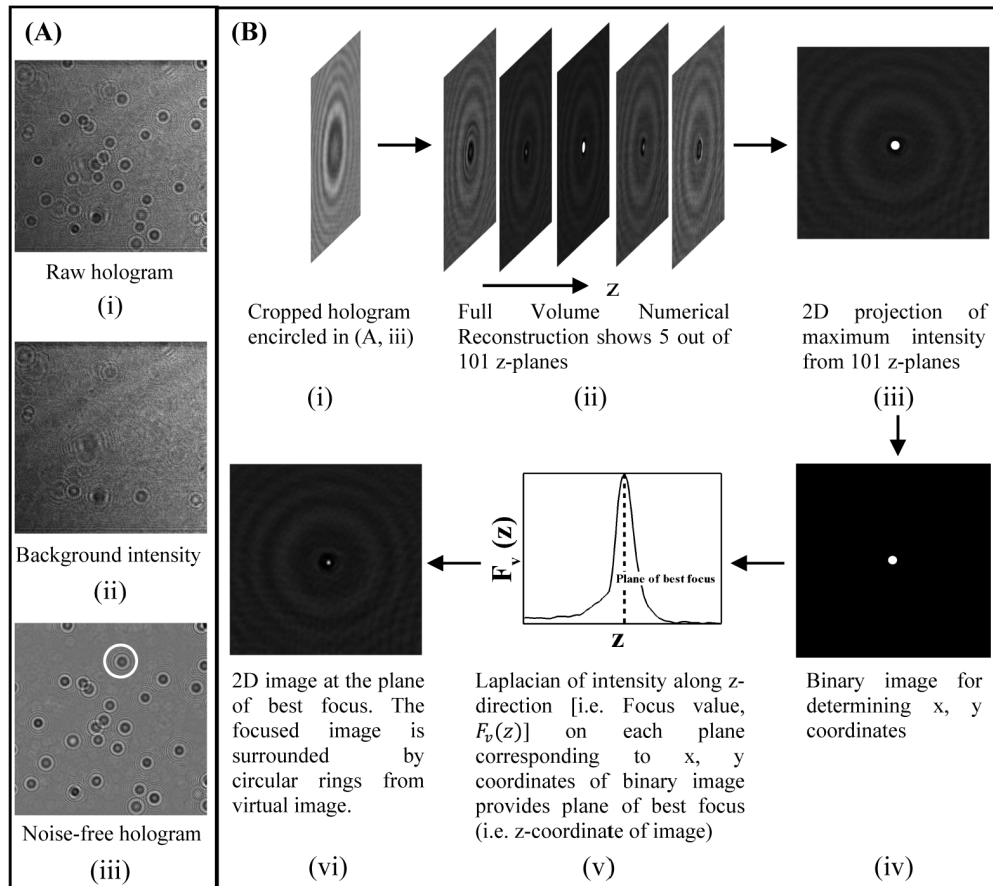 (A)
Raw hologram
(i)
Background intensity
(ii)
Noise-free hologram
(iii)
(B)
z
Cropped hologram
encircled in (A, iii)
(i)
Full Volume Numerical
Reconstruction shows 5 out of
101 z-planes
(ii)
2D projection of
maximum intensity
from 101 z-planes
(iii)
Binary image for
determining x, y
coordinates
(iv)
F_v (z)
Plane of best focus
z
Laplacian of intensity along z-
direction [i.e. Focus value,
F_v(z)] on each plane
corresponding to x, y
coordinates of binary image
provides plane of best focus
(i.e. z-coordinate of image)
(v)
2D image at the plane
of best focus. The
focused image is
surrounded by
circular rings from
virtual image.
(vi)